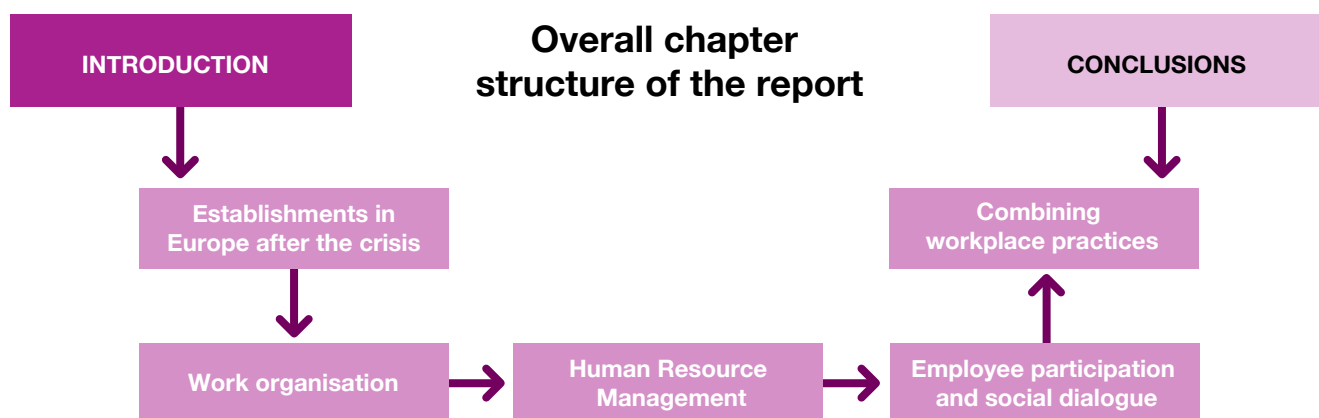 Overall chapter
structure of the report
INTRODUCTION
Establishments in
Europe after the crisis
Work organisation
Human Resource
Management
Employee participation
and social dialogue
Combining
workplace practices
CONCLUSIONS